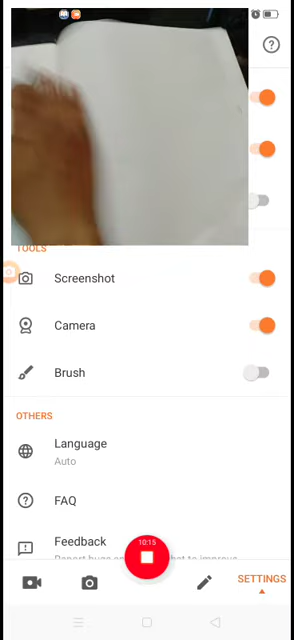 TOOLS
Screenshot
Camera
Brush
OTHERS
Language
Auto
FAQ
Feedback
10:15
SETTINGS